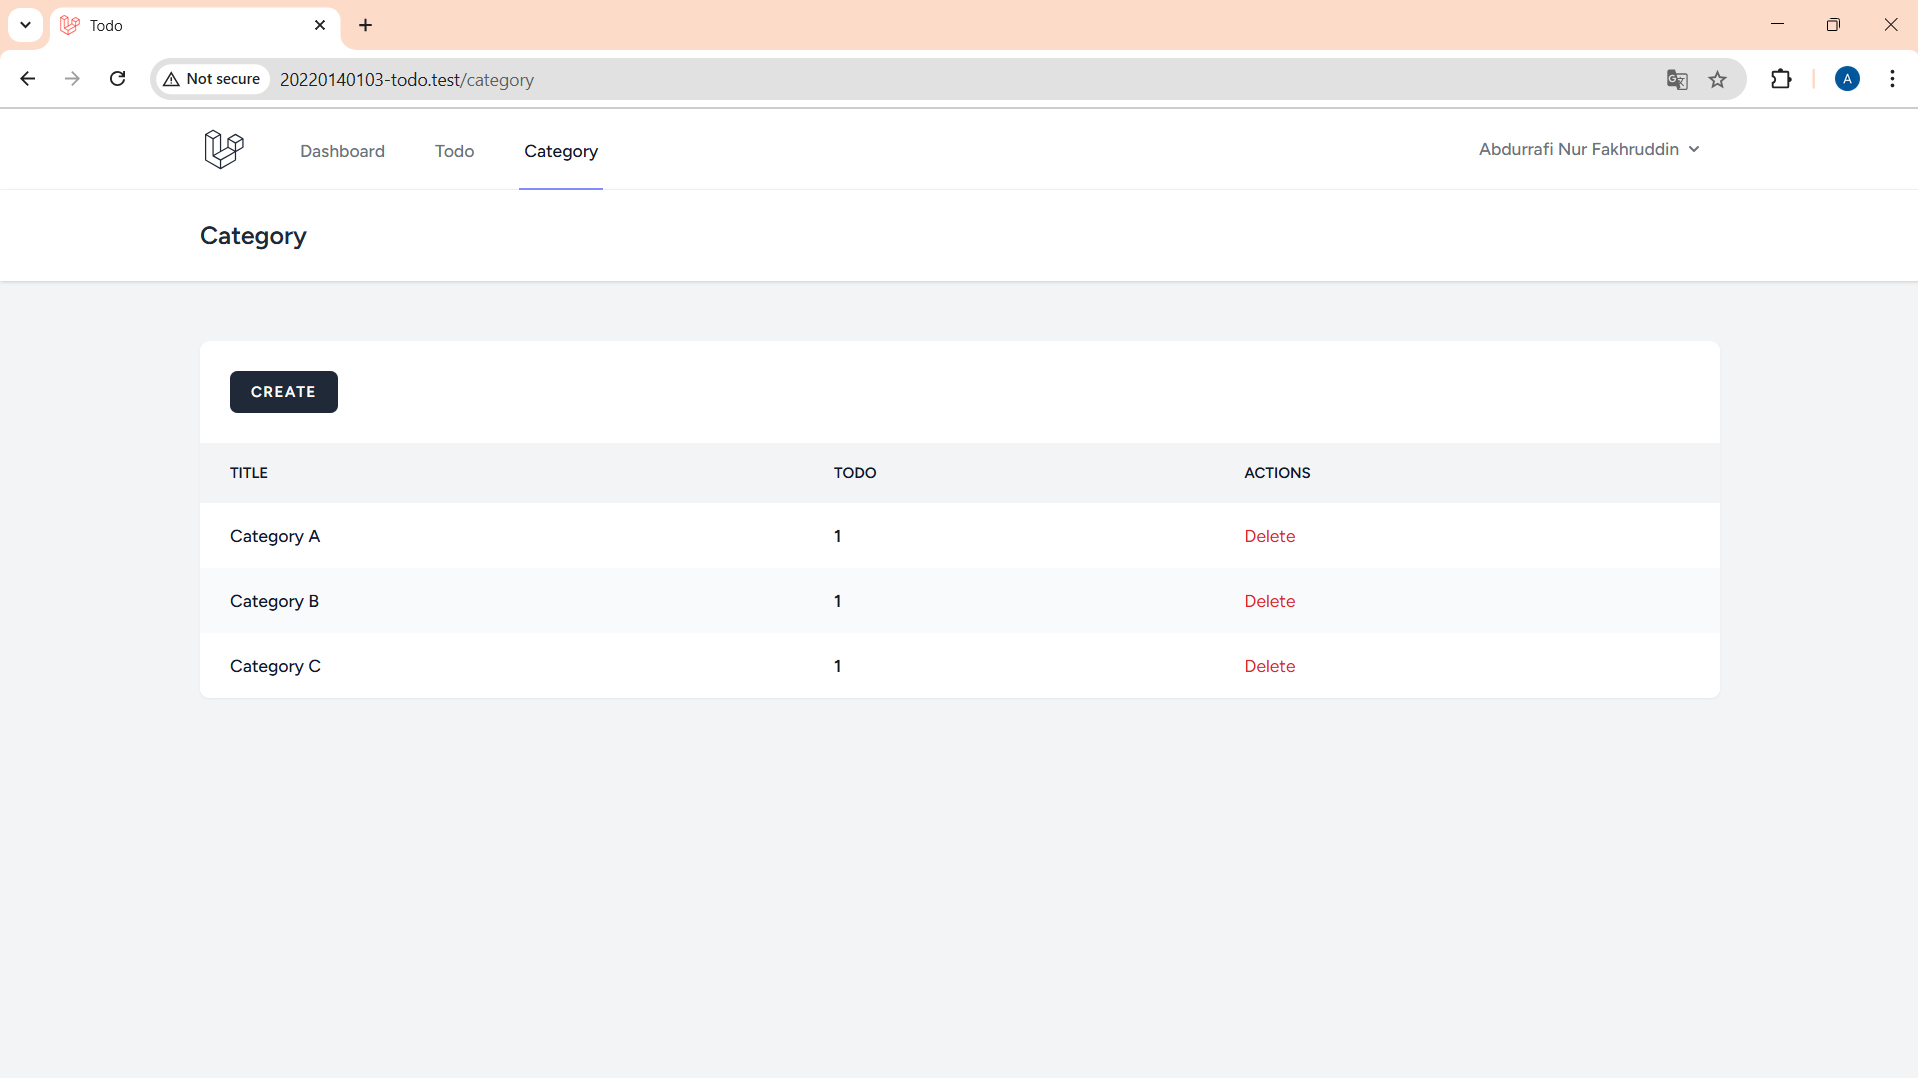 Todo
Not secure 20220140103-todo.test/category A
Dashboard Todo Category Abdurrafi Nur Fakhruddin
Category
CREATE
TITLE TODO ACTIONS
Category A 1 Delete
Category B 1 Delete
Category C 1 Delete